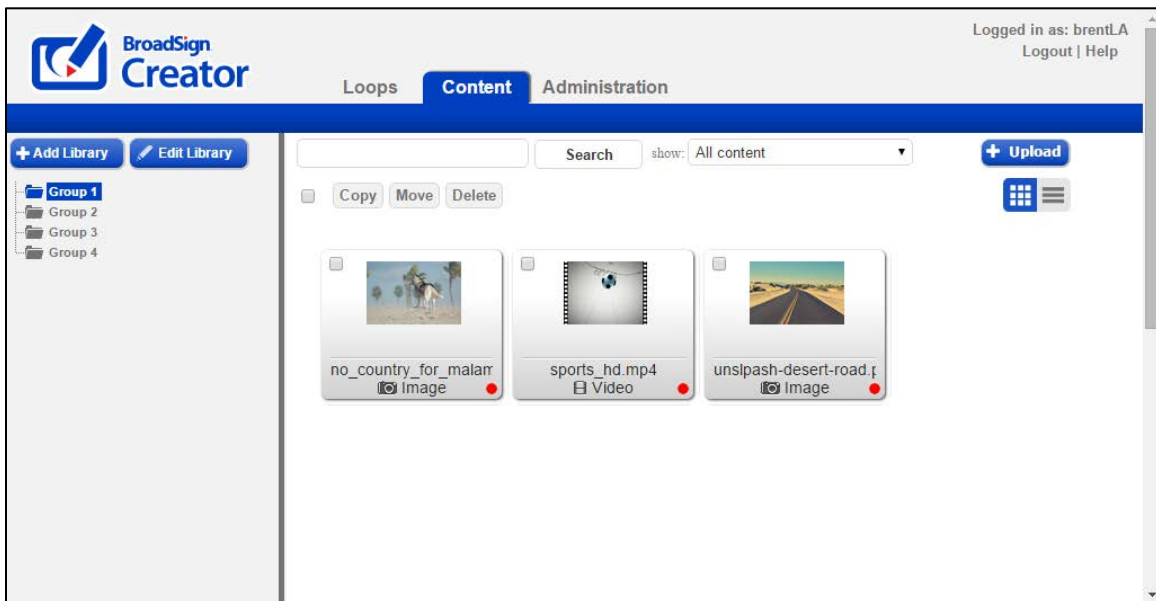 BroadSign
Creator
Logged in as: brentLA
Logout | Help
Loops
Content
Administration
Add Library
Edit Library
Search
show:
All content
Upload
Group 1
Group 2
Group 3
Group 4
Copy
Move
Delete
no_country_for_malam
sports_hd.mp4
unslpash-desert-road.p
Image
Video
Image